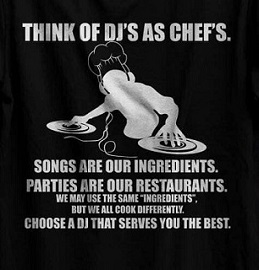 THINK OF DJ'S AS CHEF'S.
SONGS ARE OUR INGREDIENTS.
PARTIES ARE OUR RESTAURANTS.
WE MAY USE THE SAME "INGREDIENTS",
BUT WE ALL COOK DIFFERENTLY.
CHOOSE A DJ THAT SERVES YOU THE BEST.